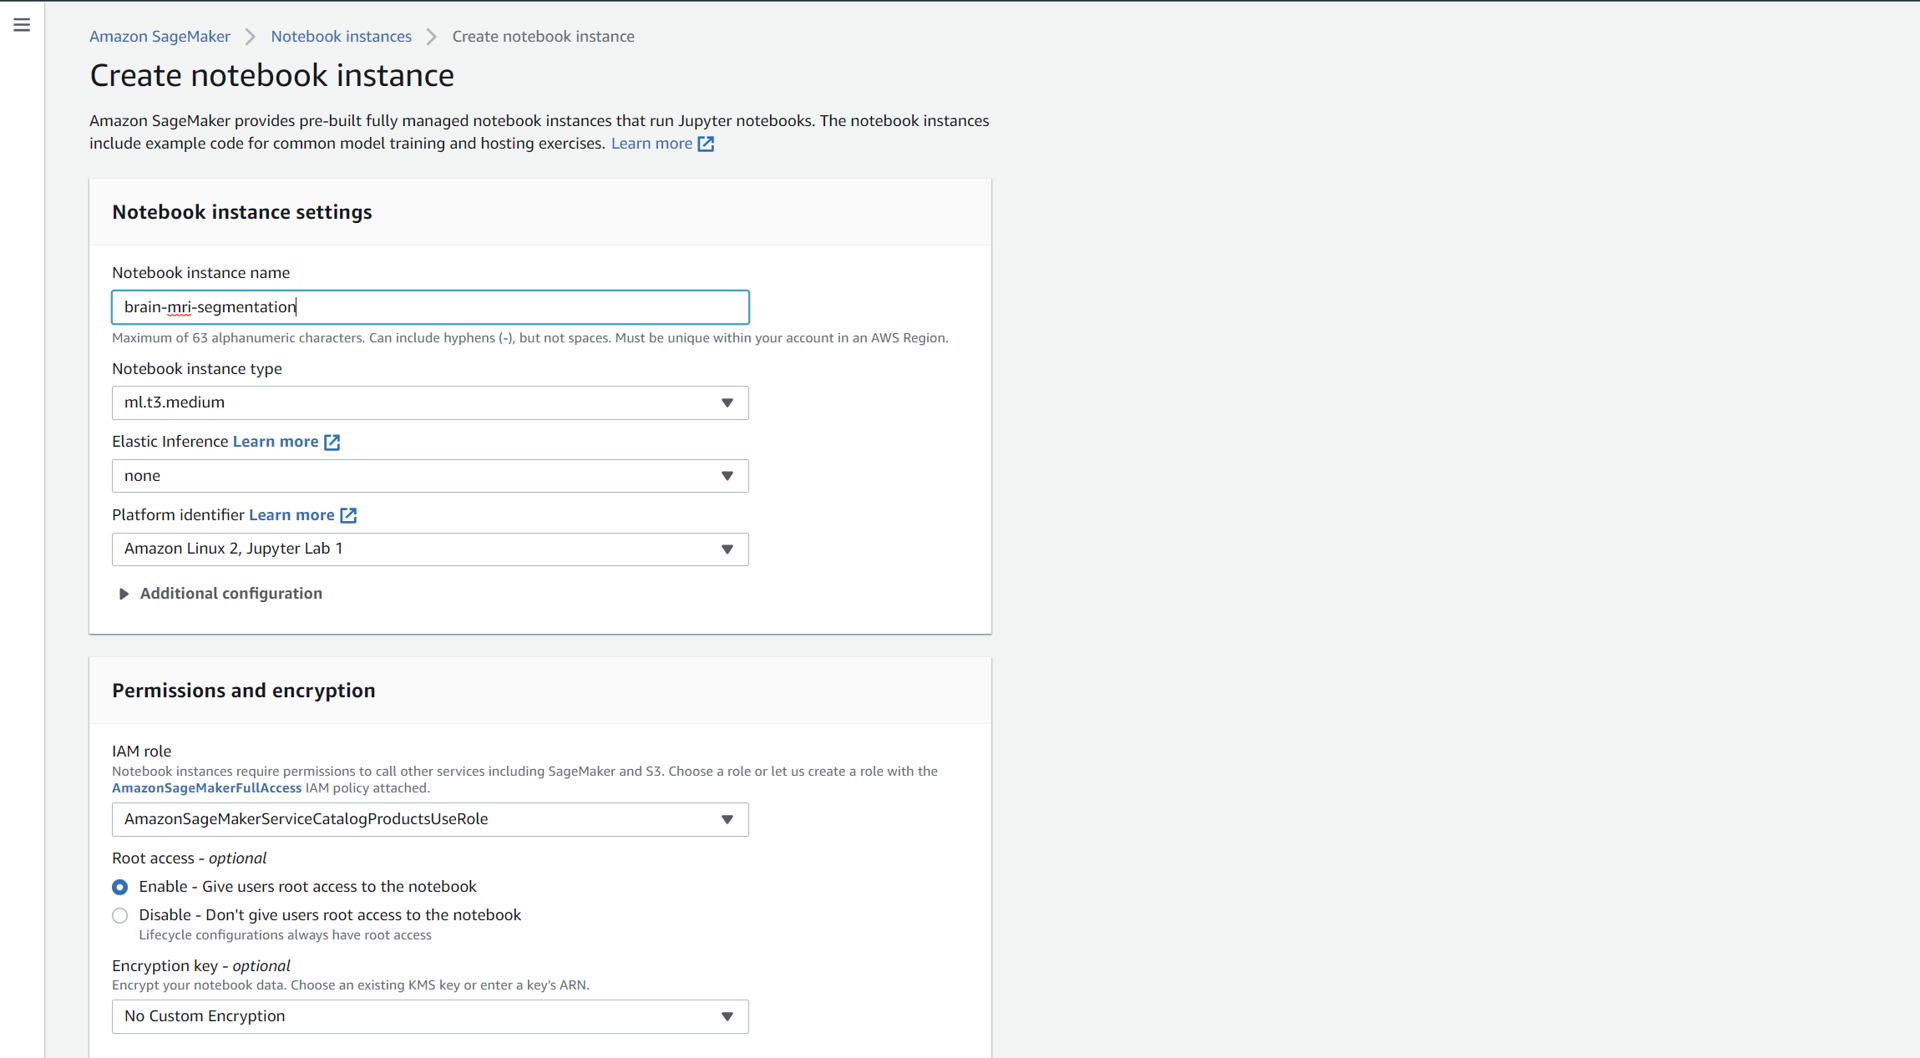 Amazon SageMaker > Notebook instances > Create notebook instance
Create notebook instance
Amazon SageMaker provides pre-built fully managed notebook instances that run Jupyter notebooks. The notebook instances
include example code for common model training and hosting exercises. Learn more
Notebook instance settings
Notebook instance name
brain-mri-segmentation
Maximum of 63 alphanumeric characters. Can include hyphens (-), but not spaces. Must be unique within your account in an AWS Region.
Notebook instance type
ml.t3.medium
Elastic Inference Learn more
none
Platform identifier Learn more
Amazon Linux 2, Jupyter Lab 1
Additional configuration
Permissions and encryption
IAM role
Notebook instances require permissions to call other services including SageMaker and S3. Choose a role or let us create a role with the
AmazonSageMakerFullAccess IAM policy attached.
AmazonSageMakerServiceCatalogProductsUseRole
Root access - optional
Enable - Give users root access to the notebook
Disable - Don't give users root access to the notebook
Lifecycle configurations always have root access
Encryption key - optional
Encrypt your notebook data. Choose an existing KMS key or enter a key's ARN.
No Custom Encryption